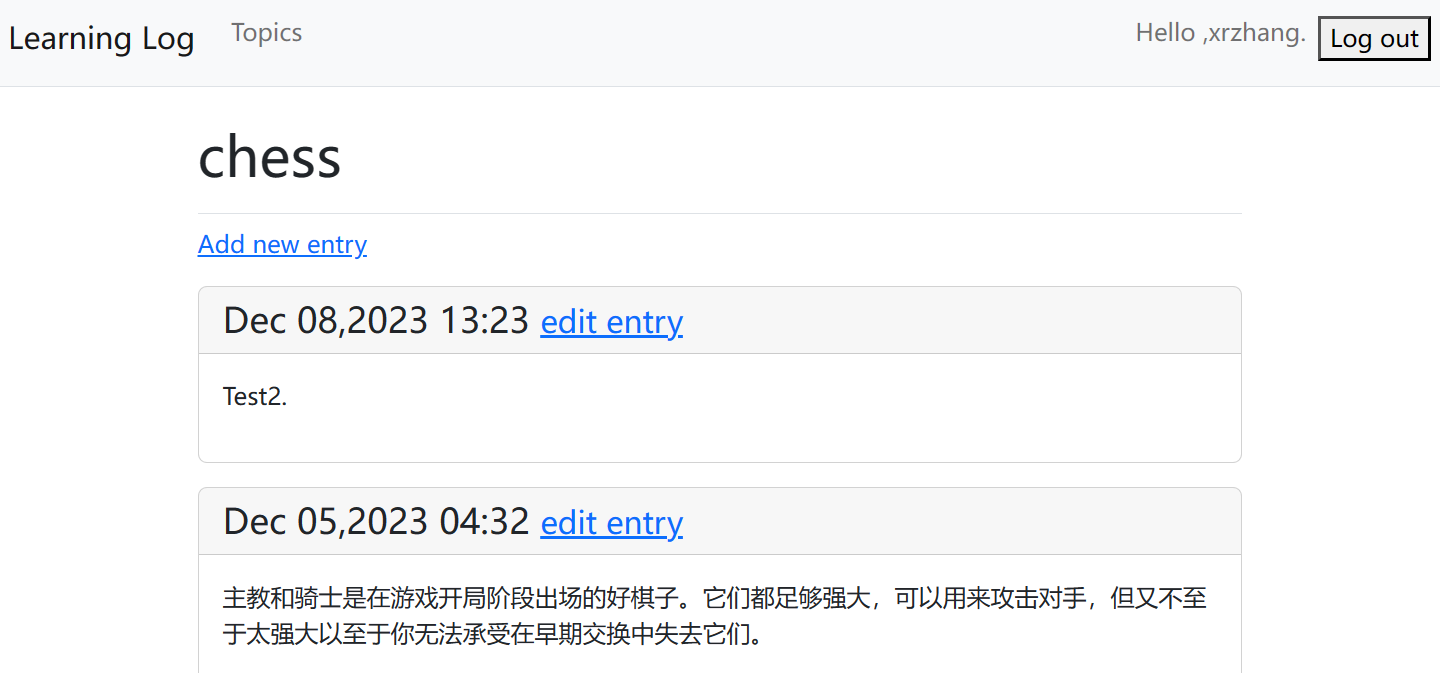 Learning Log Topics Hello ,xrzhang. Log out
chess
Add new entry
Dec 08,2023 13:23 edit entry
Test2.
Dec 05,2023 04:32 edit entry
主教和骑士是在游戏开局阶段出场的好棋子。它们都足够强大，可以用来攻击对手，但又不至
于太强大以至于你无法承受在早期交换中失去它们。